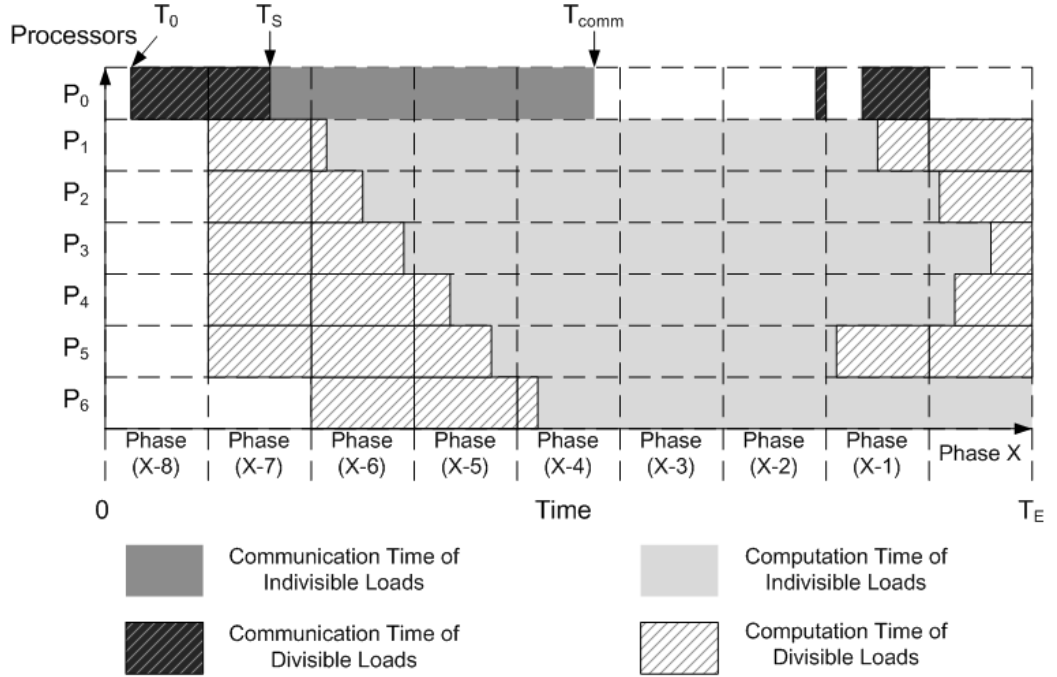 T0 TS Tcomm
Processors
P0
P1
P2
P3
P4
P5
P6
Phase (X-8)
Phase (X-7)
Phase (X-6)
Phase (X-5)
Phase (X-4)
Phase (X-3)
Phase (X-2)
Phase (X-1)
Phase X
0 Time TE
Communication Time of
Indivisible Loads
Computation Time of
Indivisible Loads
Communication Time of
Divisible Loads
Computation Time of
Divisible Loads